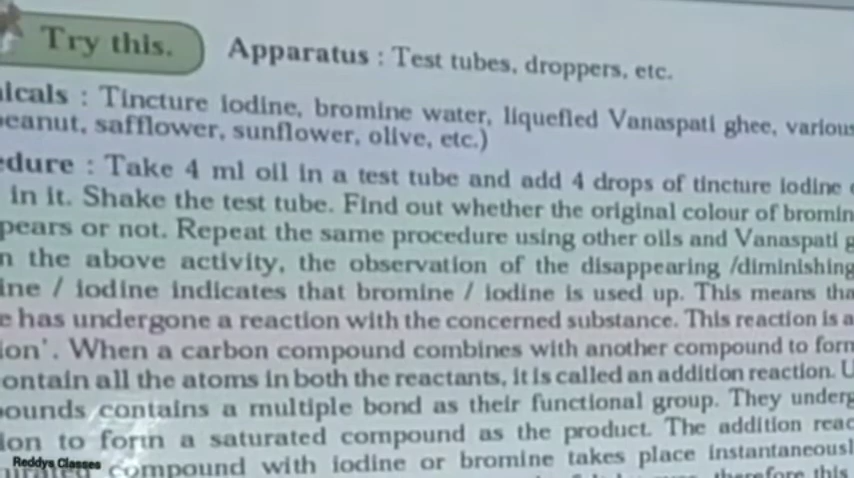 Try this. Apparatus : Test tubes, droppers, etc.
icals : Tincture iodine, bromine water, liquefied Vanaspati ghee, various
eanut, safflower, sunflower, olive, etc.)
edure : Take 4 ml oil in a test tube and add 4 drops of tincture iodine
in it. Shake the test tube. Find out whether the original colour of bromin
pears or not. Repeat the same procedure using other oils and Vanaspati g
n the above activity, the observation of the disappearing /diminishing
ine / iodine indicates that bromine / iodine is used up. This means tha
e has undergone a reaction with the concerned substance. This reaction is a
ion'. When a carbon compound combines with another compound to form
ontain all the atoms in both the reactants, it is called an addition reaction. U
ounds contains a multiple bond as their functional group. They underg
ion to form a saturated compound as the product. The addition reac
compound with iodine or bromine takes place instantaneousl
therefore this
Reddys Classes